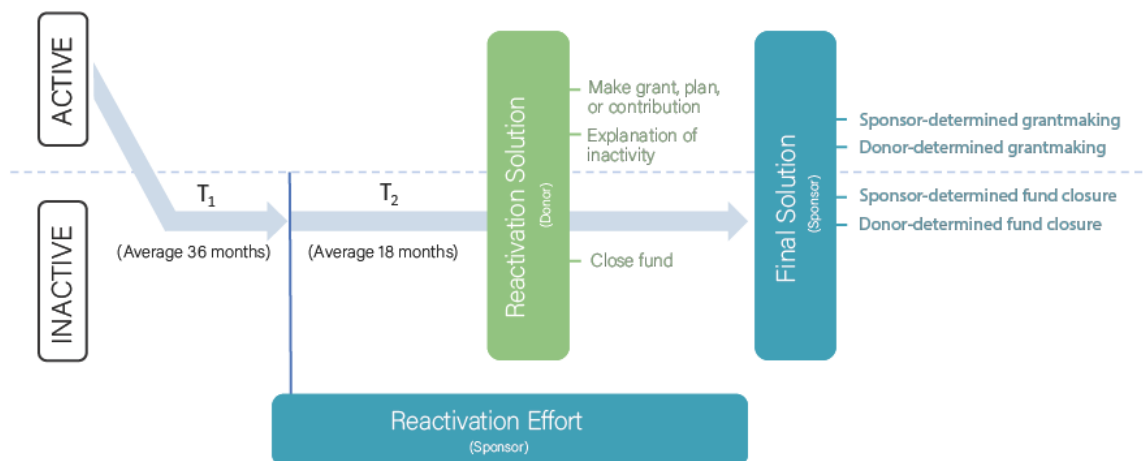 ACTIVE
INACTIVE
T1
(Average 36 months)
T2
(Average 18 months)
Reactivation Solution
(Donor)
Make grant, plan,
or contribution
Explanation of
inactivity
Close fund
Final Solution
(Sponsor)
Sponsor-determined grantmaking
Donor-determined grantmaking
Sponsor-determined fund closure
Donor-determined fund closure
Reactivation Effort
(Sponsor)